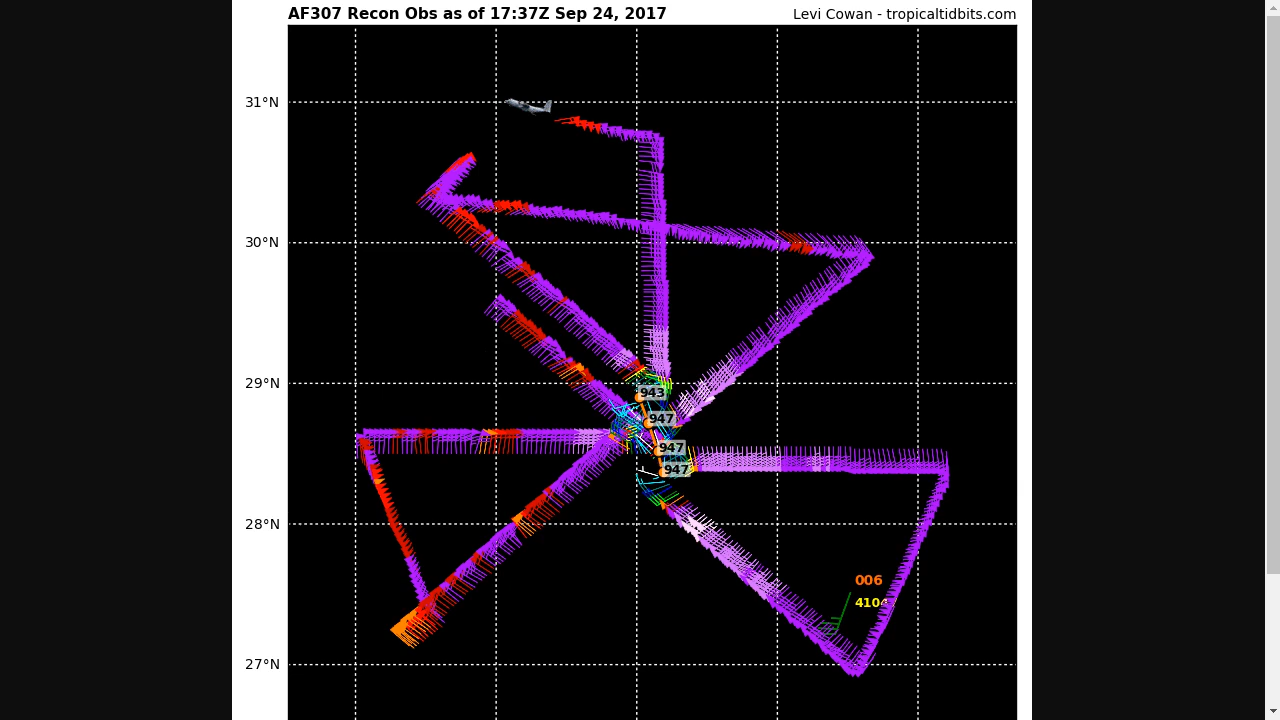 AF307 Recon Obs as of 17:37Z Sep 24, 2017
Levi Cowan - tropicaltidbits.com
31°N
30°N
29°N
943
947
947
947
28°N
006
4104
27°N